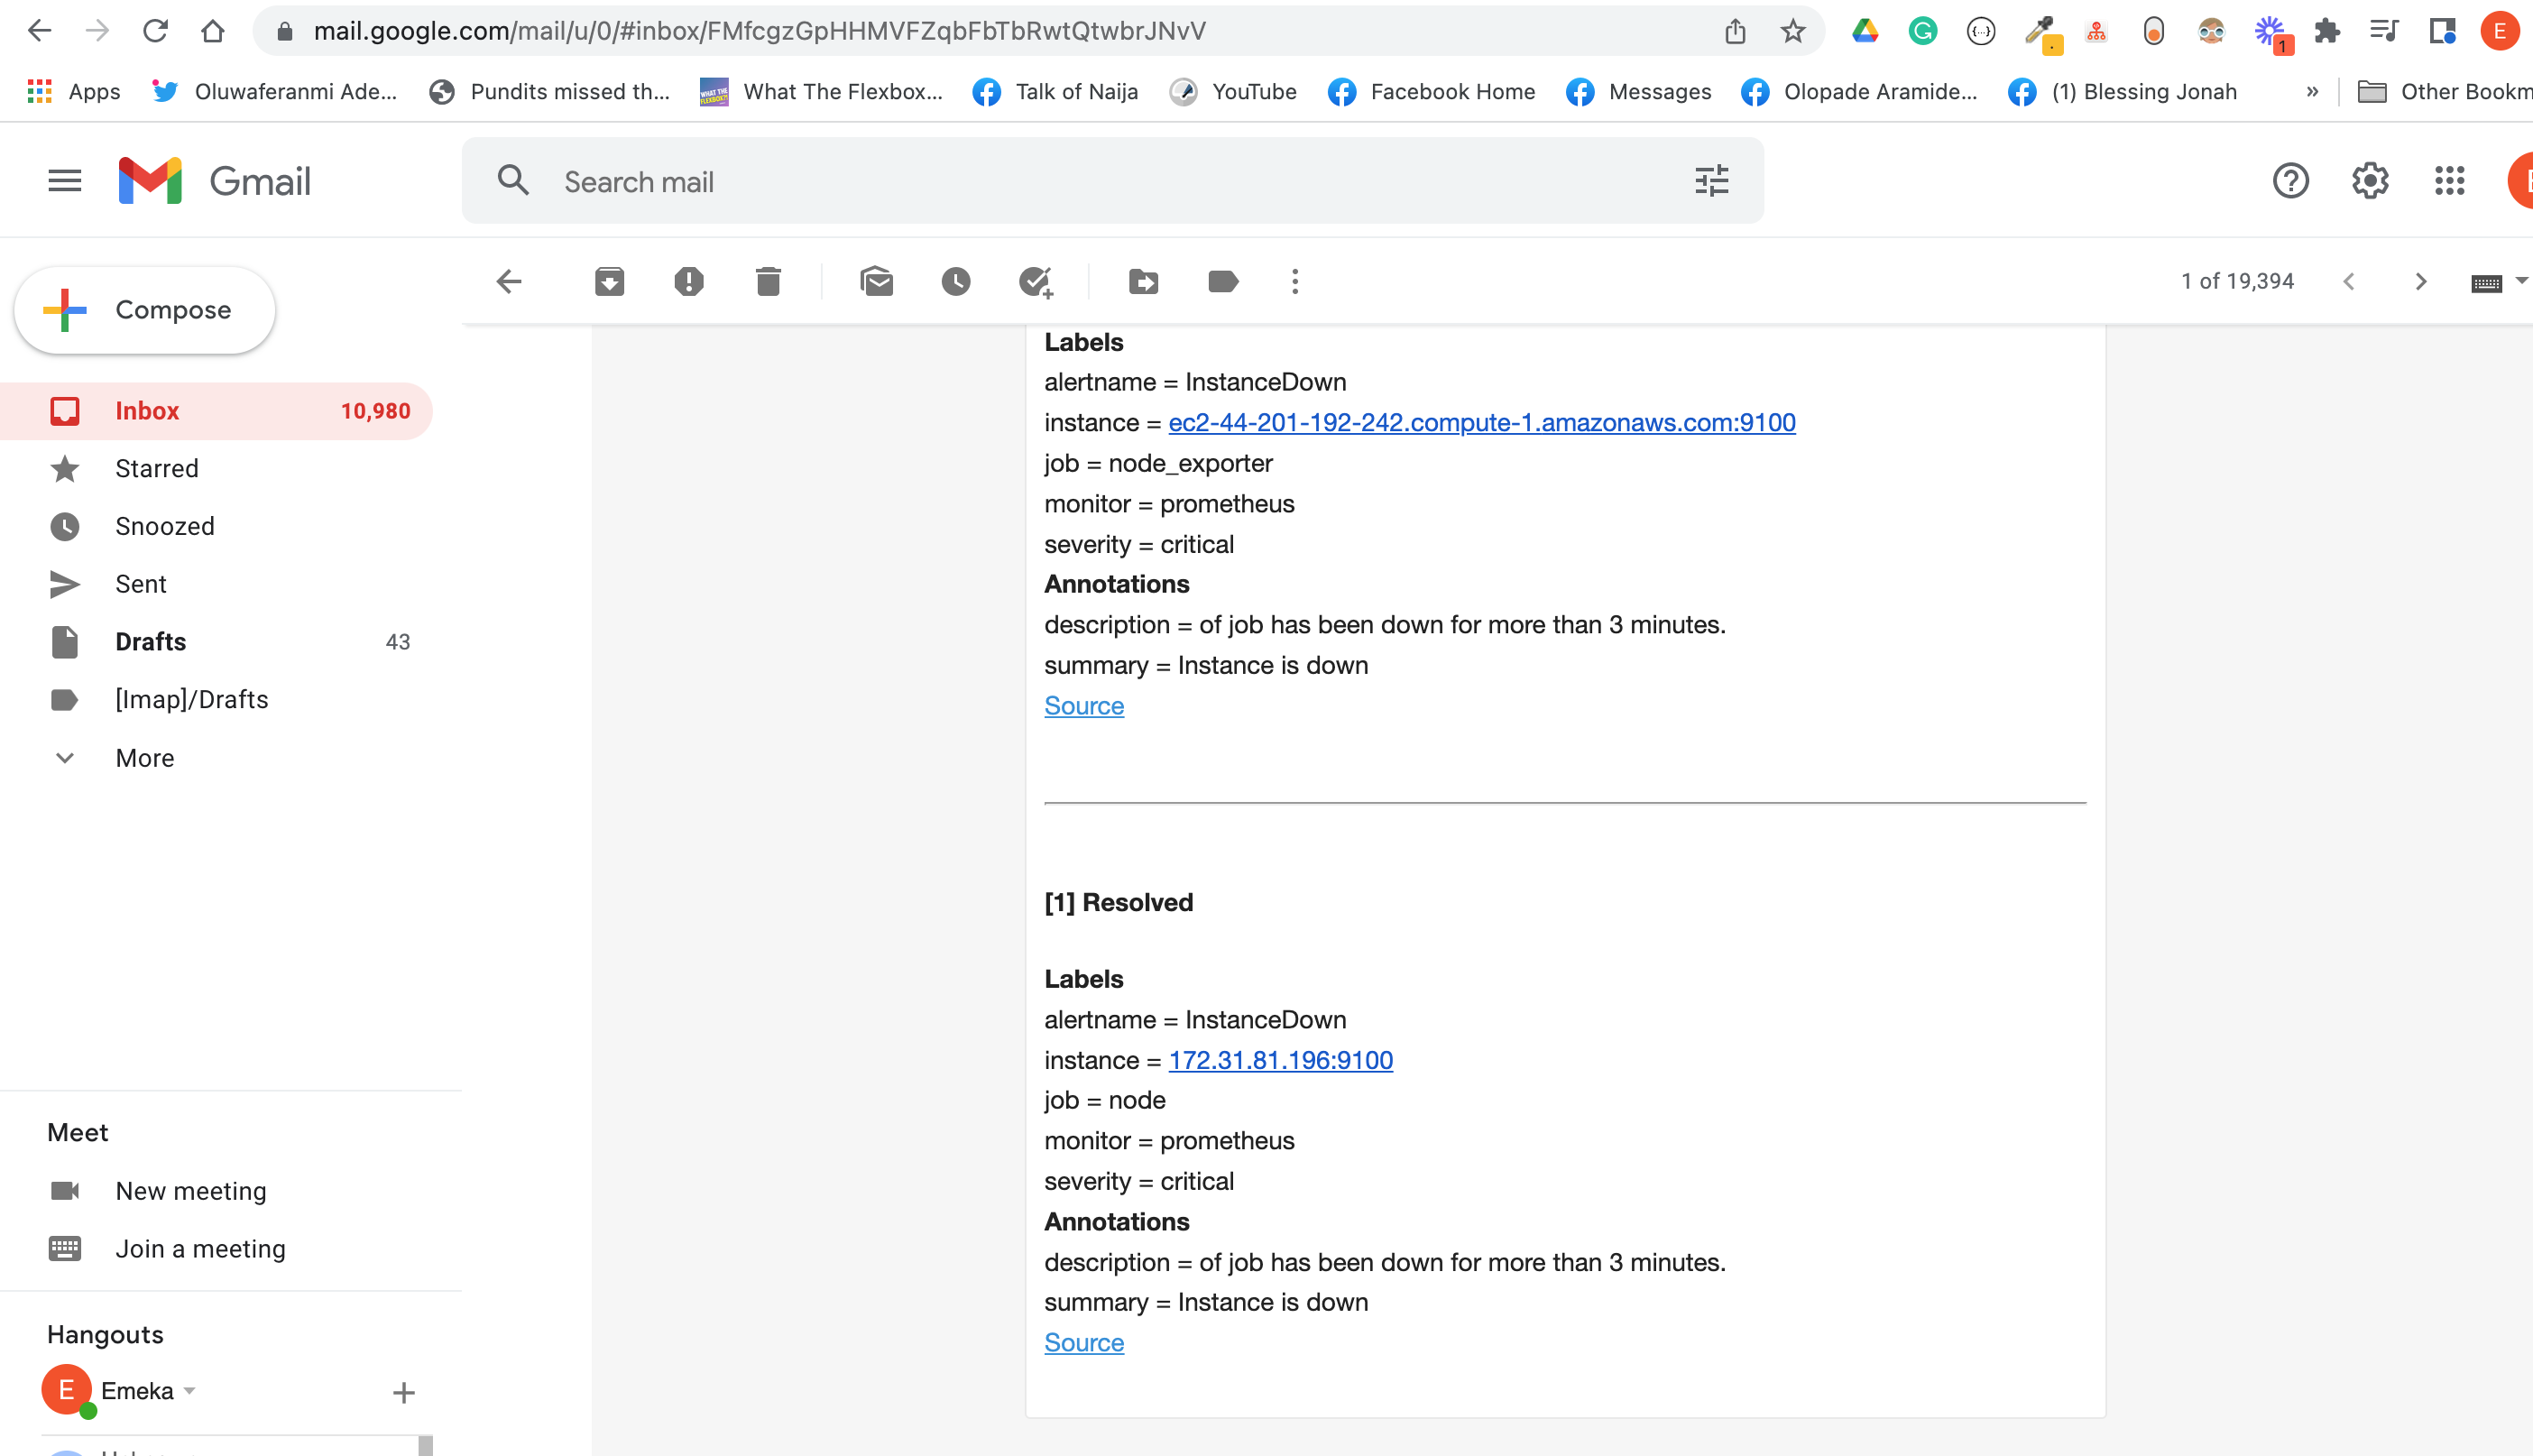 mail.google.com/mail/u/0/#inbox/FMfcgzGpHHMVFZqbFbTbRwtQtwbrJNvV
1
E
Apps
Oluwaferanmi Ade...
Pundits missed th...
WHAT THE FLEXBOX?!
What The Flexbox...
Talk of Naija
YouTube
Facebook Home
Messages
Olopade Aramide...
(1) Blessing Jonah
»
Other Bookm
Gmail
Search mail
Compose
1 of 19,394
Inbox
10,980
Starred
Snoozed
Sent
Drafts
43
[Imap]/Drafts
More
Labels
alertname = InstanceDown
instance = ec2-44-201-192-242.compute-1.amazonaws.com:9100
job = node_exporter
monitor = prometheus
severity = critical
Annotations
description = of job has been down for more than 3 minutes.
summary = Instance is down
Source
[1] Resolved
Labels
alertname = InstanceDown
instance = 172.31.81.196:9100
job = node
monitor = prometheus
severity = critical
Annotations
description = of job has been down for more than 3 minutes.
summary = Instance is down
Source
Meet
New meeting
Join a meeting
Hangouts
E
Emeka